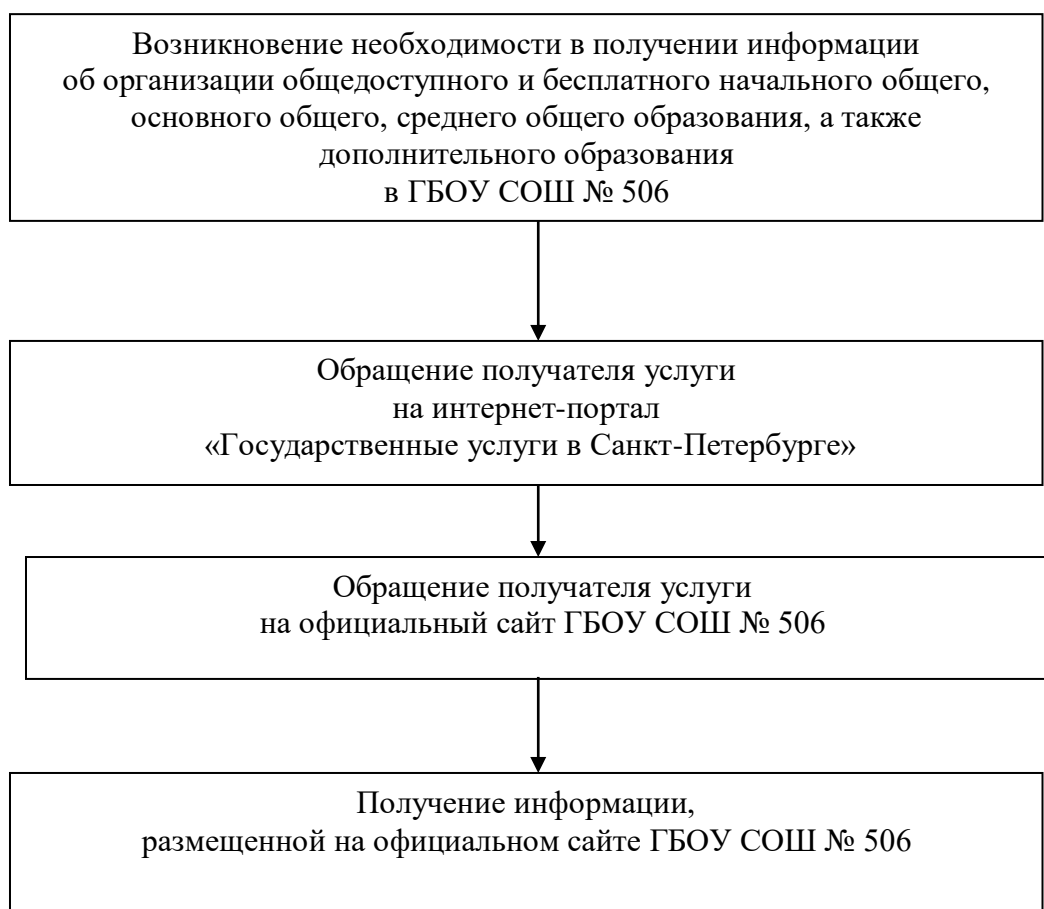 Возникновение необходимости в получении информации
об организации общедоступного и бесплатного начального общего,
основного общего, среднего общего образования, а также
дополнительного образования
в ГБОУ СОШ № 506
Обращение получателя услуги
на интернет-портал
«Государственные услуги в Санкт-Петербурге»
Обращение получателя услуги
на официальный сайт ГБОУ СОШ № 506
Получение информации,
размещенной на официальном сайте ГБОУ СОШ № 506